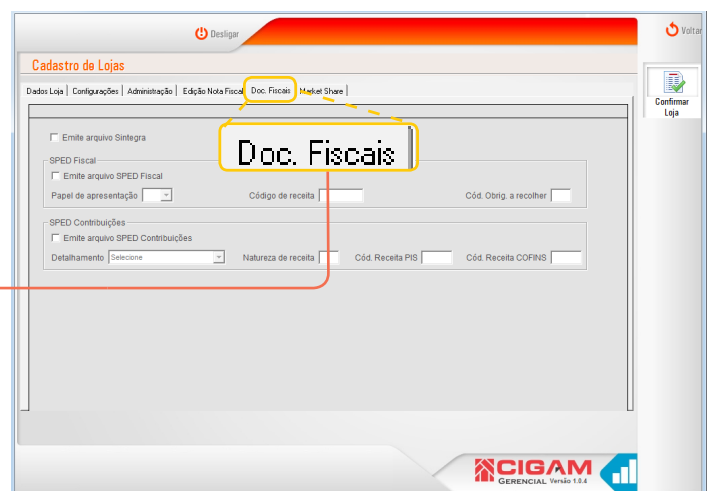 Desligar
Voltar
Cadastro de Lojas
Dados Loja | Configurações | Administração | Edição Nota Fiscal | Doc. Fiscais | Market Share |
Confirmar
Loja
Emite arquivo Sintegra
Doc. Fiscais
SPED Fiscal
Emite arquivo SPED Fiscal
Papel de apresentação Código de receita Cód. Obrig. a recolher
SPED Contribuições
Emite arquivo SPED Contribuições
Detalhamento Selecione Natureza de receita Cód. Receita PIS Cód. Receita COFINS
CIGAM
GERENCIAL Versão 1.0.4